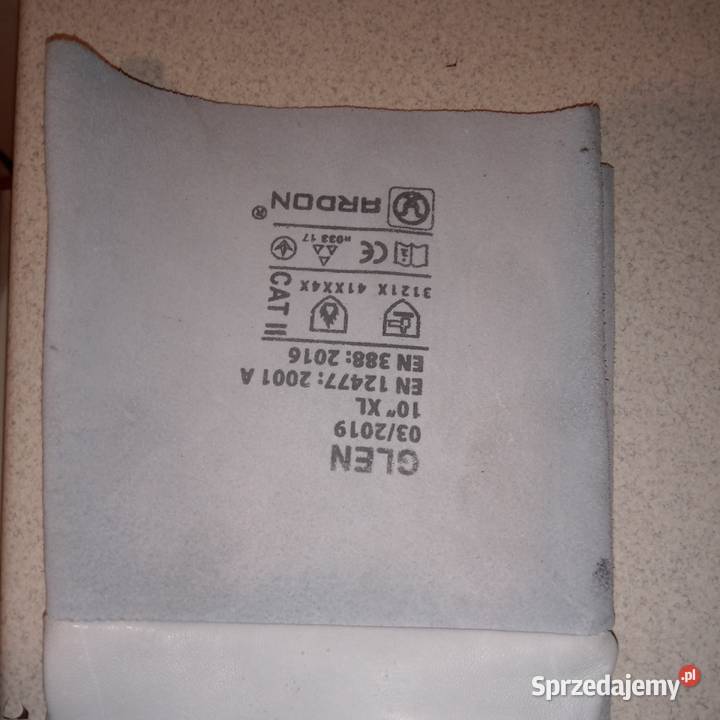 GLEN
03/2019
10" XL
EN 12477: 2001 A
EN 388: 2016
3121X 41XX4X
CAT II
i
CE
n033 17
ARDON®
Sprzedajemy.pl